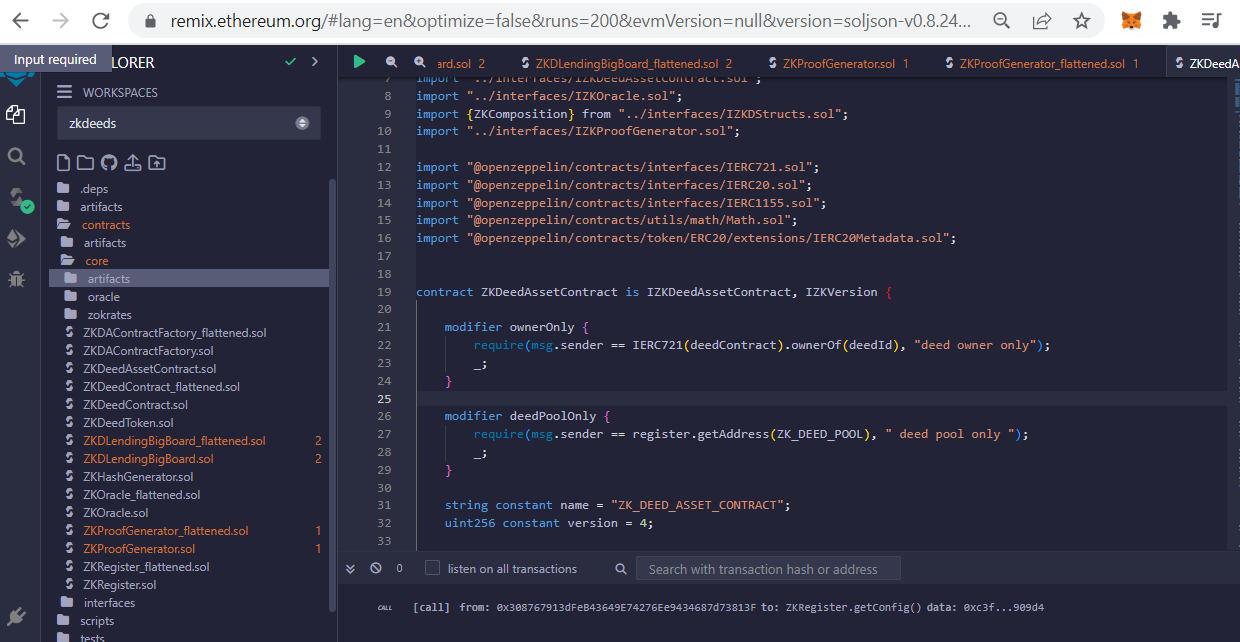 remix.ethereum.org/#lang=en&optimize=false&runs=200&evmVersion=null&version=soljson-v0.8.24...
Input required
LORER
WORKSPACES
zkdeeds
.deps
artifacts
contracts
artifacts
core
artifacts
oracle
zokrates
ZKDAContractFactory_flattened.sol
ZKDAContractFactory.sol
ZKDeedAssetContract.sol
ZKDeedContract_flattened.sol
ZKDeedContract.sol
ZKDeedToken.sol
ZKDLendingBigBoard_flattened.sol 2
ZKDLendingBigBoard.sol 2
ZKHashGenerator.sol
ZKOracle_flattened.sol
ZKOracle.sol
ZKProofGenerator_flattened.sol 1
ZKProofGenerator.sol 1
ZKRegister_flattened.sol
ZKRegister.sol
interfaces
scripts
tests
ard.sol 2 ZKDLendingBigBoard_flattened.sol 2 ZKProofGenerator.sol 1 ZKProofGenerator_flattened.sol 1 ZKDeedA
7 import "../interfaces/IZKDeedAssetContract.sol";
8 import "../interfaces/IZKOracle.sol";
9 import {ZKComposition} from "../interfaces/IZKDStructs.sol";
10 import "../interfaces/IZKProofGenerator.sol";
11
12 import "@openzeppelin/contracts/interfaces/IERC721.sol";
13 import "@openzeppelin/contracts/interfaces/IERC20.sol";
14 import "@openzeppelin/contracts/interfaces/IERC1155.sol";
15 import "@openzeppelin/contracts/utils/math/Math.sol";
16 import "@openzeppelin/contracts/token/ERC20/extensions/IERC20Metadata.sol";
17
18
19 contract ZKDeedAssetContract is IZKDeedAssetContract, IZKVersion {
20
21 modifier ownerOnly {
22 require(msg.sender == IERC721(deedContract).ownerOf(deedId), "deed owner only");
23 _;
24 }
25
26 modifier deedPoolOnly {
27 require(msg.sender == register.getAddress(ZK_DEED_POOL), " deed pool only ");
28 _;
29 }
30
31 string constant name = "ZK_DEED_ASSET_CONTRACT";
32 uint256 constant version = 4;
33
0 listen on all transactions Search with transaction hash or address
CALL [call] from: 0x308767913dFeB43649E74276Ee9434687d73813F to: ZKRegister.getConfig() data: 0xc3f...909d4